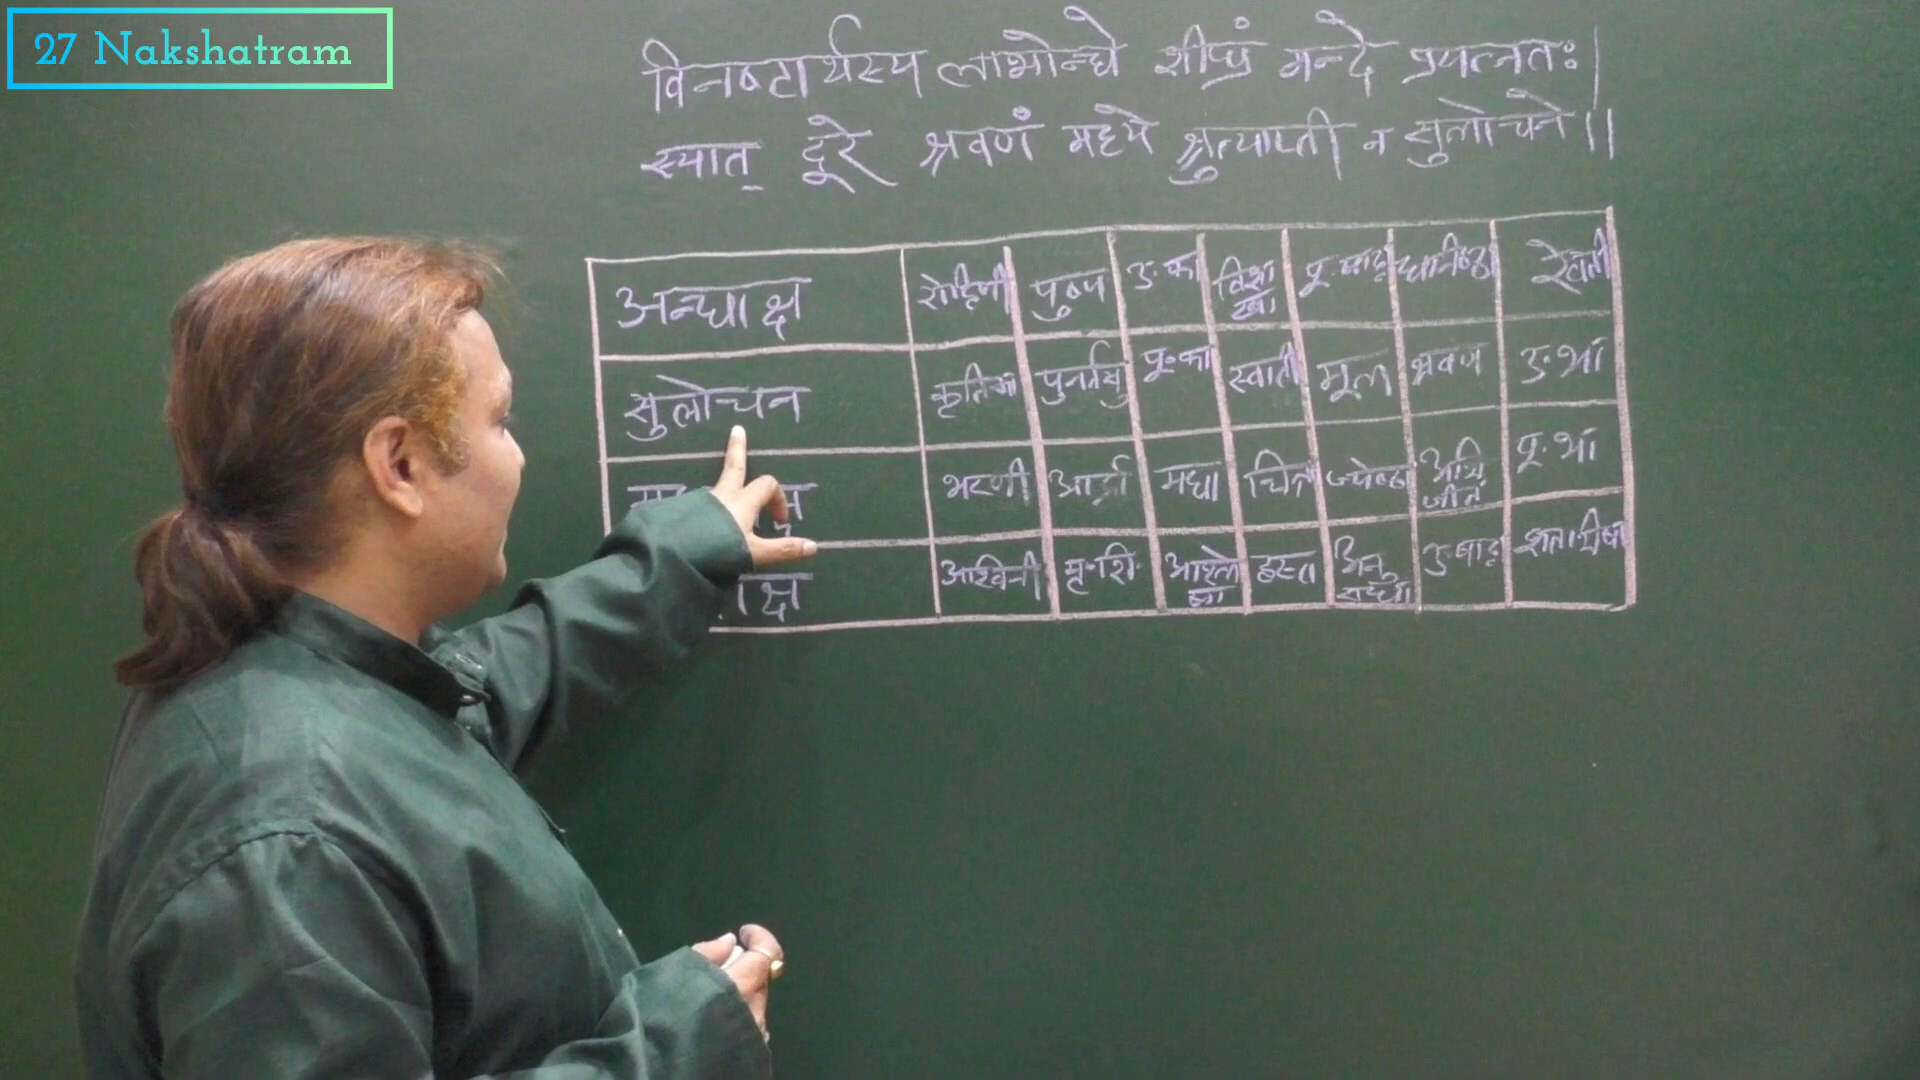 27 Nakshatram
विनष्टार्थस्य लाभोन्धे शीघ्रं मन्दे प्रयत्नतः|
स्यात् दूरे श्रवणं मध्ये श्रुत्याप्ती न सुलोचने ||
अन्धाक्ष रोहिणी पुष्प उ.का विशाखा पू.षाढ़ धनिष्ठा रेवती
सुलोचन कृतिका पुनर्वसु पू.का स्वाती मूल श्रवण उ.भा
भरणी आर्द्रा मघा चित्रा ज्येष्ठा अभिजीत पू.भा
ाक्ष अश्विनी मृ.शि. आश्लेषा हस्त अनुराधा उ.षाढ़ शतभीषा